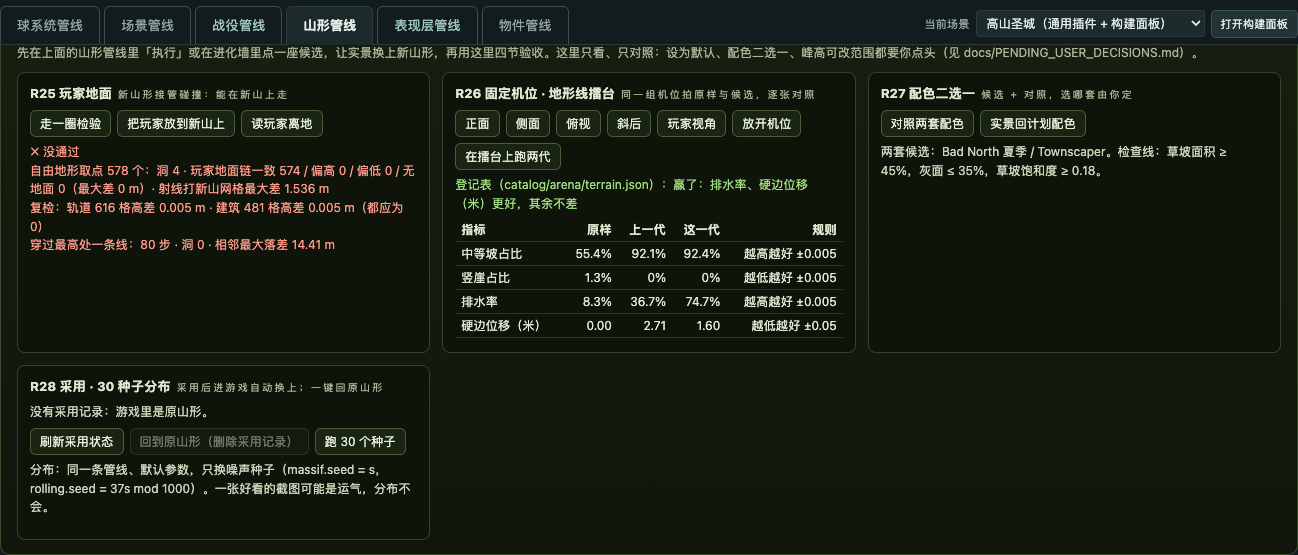 球系统管线 场景管线 战役管线 山形管线 表现层管线 物件管线 当前场景 高山圣城（通用插件 + 构建面板） 打开构建面板
先在上面的山形管线里「执行」或在进化墙里点一座候选，让实景换上新山形，再用这里四节验收。这里只看、只对照：设为默认、配色二选一、峰高可改范围都要你点头（见 docs/PENDING_USER_DECISIONS.md）。
R25 玩家地面 新山形接管碰撞：能在新山上走
走一圈检验 把玩家放到新山上 读玩家离地
✕ 没通过
自由地形取点 578 个：洞 4 · 玩家地面链一致 574 / 偏高 0 / 偏低 0 / 无
地面 0（最大差 0 m）· 射线打新山网格最大差 1.536 m
复检：轨道 616 格高差 0.005 m · 建筑 481 格高差 0.005 m（都应为
0）
穿过最高处一条线：80 步 · 洞 0 · 相邻最大落差 14.41 m
R26 固定机位 · 地形线擂台 同一组机位拍原样与候选，逐张对照
正面 侧面 俯视 斜后 玩家视角 放开机位
在擂台上跑两代
登记表（catalog/arena/terrain.json）：赢了：排水率、硬边位移
（米）更好，其余不差
指标 原样 上一代 这一代 规则
中等坡占比 55.4% 92.1% 92.4% 越高越好 ±0.005
竖崖占比 1.3% 0% 0% 越低越好 ±0.005
排水率 8.3% 36.7% 74.7% 越高越好 ±0.005
硬边位移（米） 0.00 2.71 1.60 越低越好 ±0.05
R27 配色二选一 候选 + 对照，选哪套由你定
对照两套配色 实景回计划配色
两套候选：Bad North 夏季 / Townscaper。检查线：草坡面积 ≥
45%，灰面 ≤ 35%，草坡饱和度 ≥ 0.18。
R28 采用 · 30 种子分布 采用后进游戏自动换上；一键回原山形
没有采用记录：游戏里是原山形。
刷新采用状态 回到原山形（删除采用记录） 跑 30 个种子
分布：同一条管线、默认参数，只换噪声种子（massif.seed = s,
rolling.seed = 37s mod 1000）。一张好看的截图可能是运气，分布不
会。